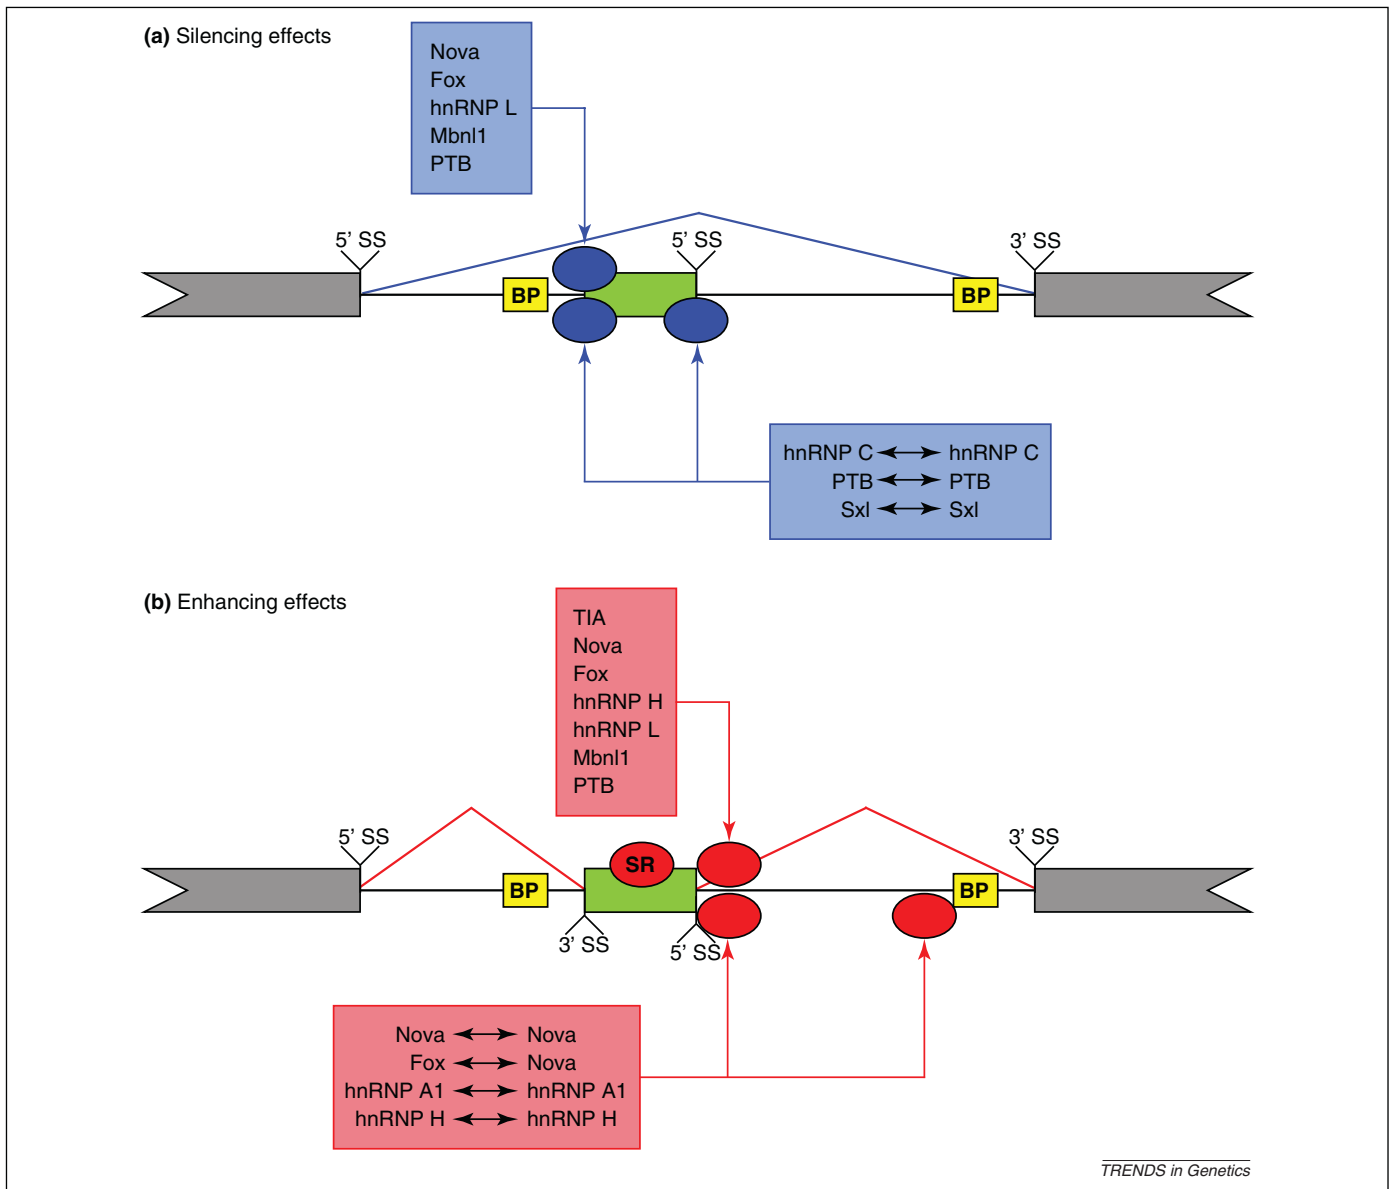 (a) Silencing effects
Nova
Fox
hnRNP L
Mbnl1
PTB
5' SS
5' SS
3' SS
BP
BP
hnRNP C hnRNP C
PTB PTB
Sxl Sxl
(b) Enhancing effects
TIA
Nova
Fox
hnRNP H
hnRNP L
Mbnl1
PTB
5' SS
3' SS
SR
BP
BP
3' SS
5' SS
Nova Nova
Fox Nova
hnRNP A1 hnRNP A1
hnRNP H hnRNP H
TRENDS in Genetics